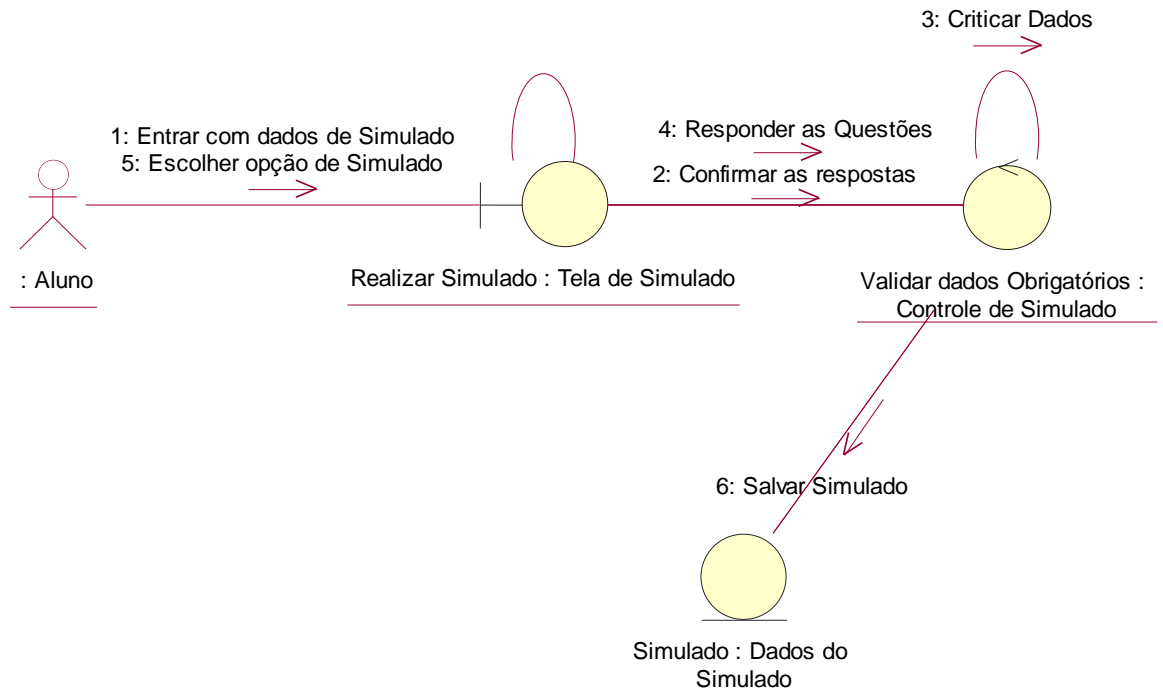 3: Criticar Dados
1: Entrar com dados de Simulado
5: Escolher opção de Simulado
4: Responder as Questões
2: Confirmar as respostas
: Aluno
Realizar Simulado : Tela de Simulado
Validar dados Obrigatórios :
Controle de Simulado
6: Salvar Simulado
Simulado : Dados do
Simulado